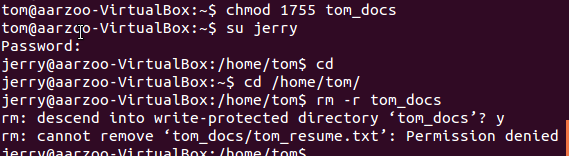 tom@aarzoo-VirtualBox:~$ chmod 1755 tom_docs
tom@aarzoo-VirtualBox:~$ su jerry
Password:
jerry@aarzoo-VirtualBox:/home/tom$ cd
jerry@aarzoo-VirtualBox:~$ cd /home/tom/
jerry@aarzoo-VirtualBox:/home/tom$ rm -r tom_docs
rm: descend into write-protected directory ‘tom_docs’? y
rm: cannot remove ‘tom_docs/tom_resume.txt’: Permission denied
jerry@aarzoo-VirtualBox:/home/tom$